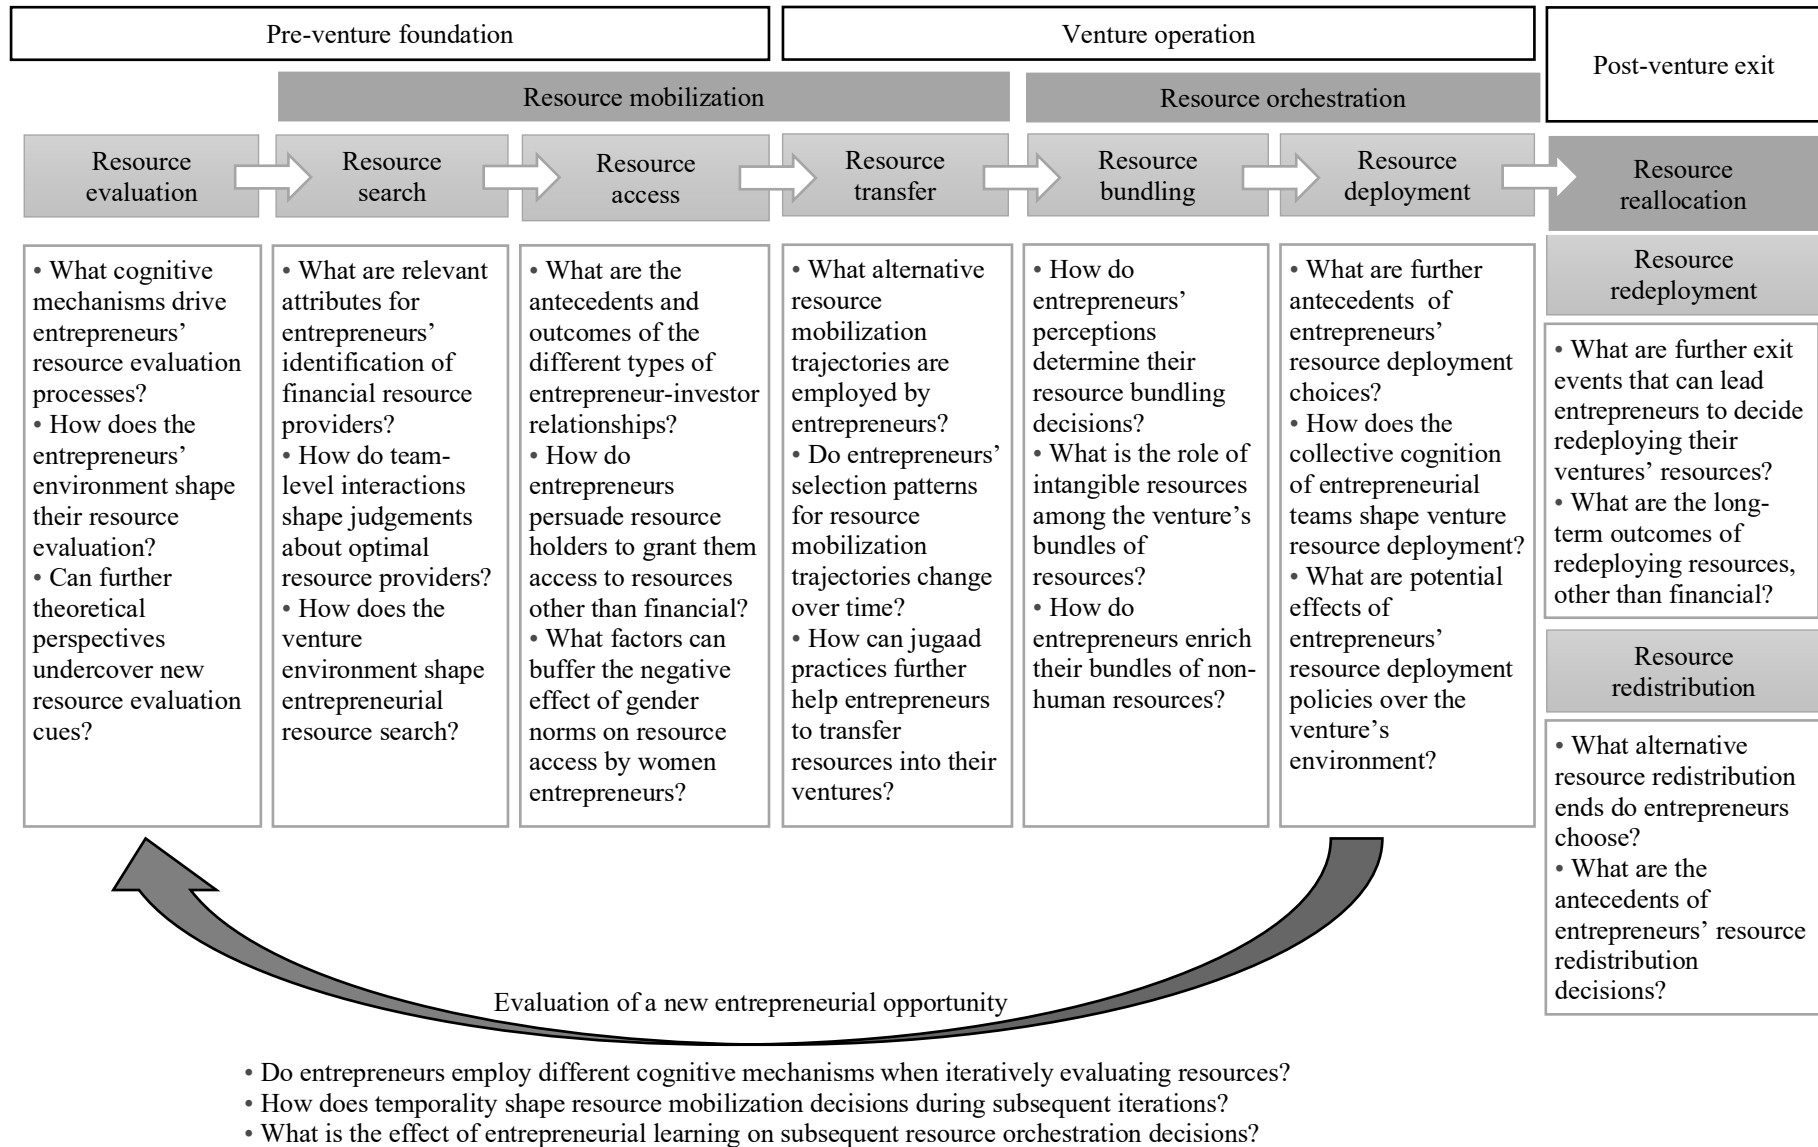 Pre-venture foundation
Venture operation
Post-venture exit
Resource mobilization
Resource orchestration
Resource
evaluation
Resource
search
Resource
access
Resource
transfer
Resource
bundling
Resource
deployment
Resource
reallocation
• What cognitive
mechanisms drive
entrepreneurs’
resource evaluation
processes?
• How does the
entrepreneurs’
environment shape
their resource
evaluation?
• Can further
theoretical
perspectives
undercover new
resource evaluation
cues?
• What are relevant
attributes for
entrepreneurs’
identification of
financial resource
providers?
• How do team-
level interactions
shape judgements
about optimal
resource providers?
• How does the
venture
environment shape
entrepreneurial
resource search?
• What are the
antecedents and
outcomes of the
different types of
entrepreneur-investor
relationships?
• How do
entrepreneurs
persuade resource
holders to grant them
access to resources
other than financial?
• What factors can
buffer the negative
effect of gender
norms on resource
access by women
entrepreneurs?
• What alternative
resource
mobilization
trajectories are
employed by
entrepreneurs?
• Do entrepreneurs’
selection patterns
for resource
mobilization
trajectories change
over time?
• How can jugaad
practices further
help entrepreneurs
to transfer
resources into their
ventures?
• How do
entrepreneurs’
perceptions
determine their
resource bundling
decisions?
• What is the role of
intangible resources
among the venture’s
bundles of
resources?
• How do
entrepreneurs enrich
their bundles of non-
human resources?
• What are further
antecedents of
entrepreneurs’
resource deployment
choices?
• How does the
collective cognition
of entrepreneurial
teams shape venture
resource deployment?
• What are potential
effects of
entrepreneurs’
resource deployment
policies over the
venture’s
environment?
Resource
redeployment
• What are further exit
events that can lead
entrepreneurs to decide
redeploying their
ventures’ resources?
• What are the long-
term outcomes of
redeploying resources,
other than financial?
Resource
redistribution
• What alternative
resource redistribution
ends do entrepreneurs
choose?
• What are the
antecedents of
entrepreneurs’ resource
redistribution
decisions?
Evaluation of a new entrepreneurial opportunity
• Do entrepreneurs employ different cognitive mechanisms when iteratively evaluating resources?
• How does temporality shape resource mobilization decisions during subsequent iterations?
• What is the effect of entrepreneurial learning on subsequent resource orchestration decisions?